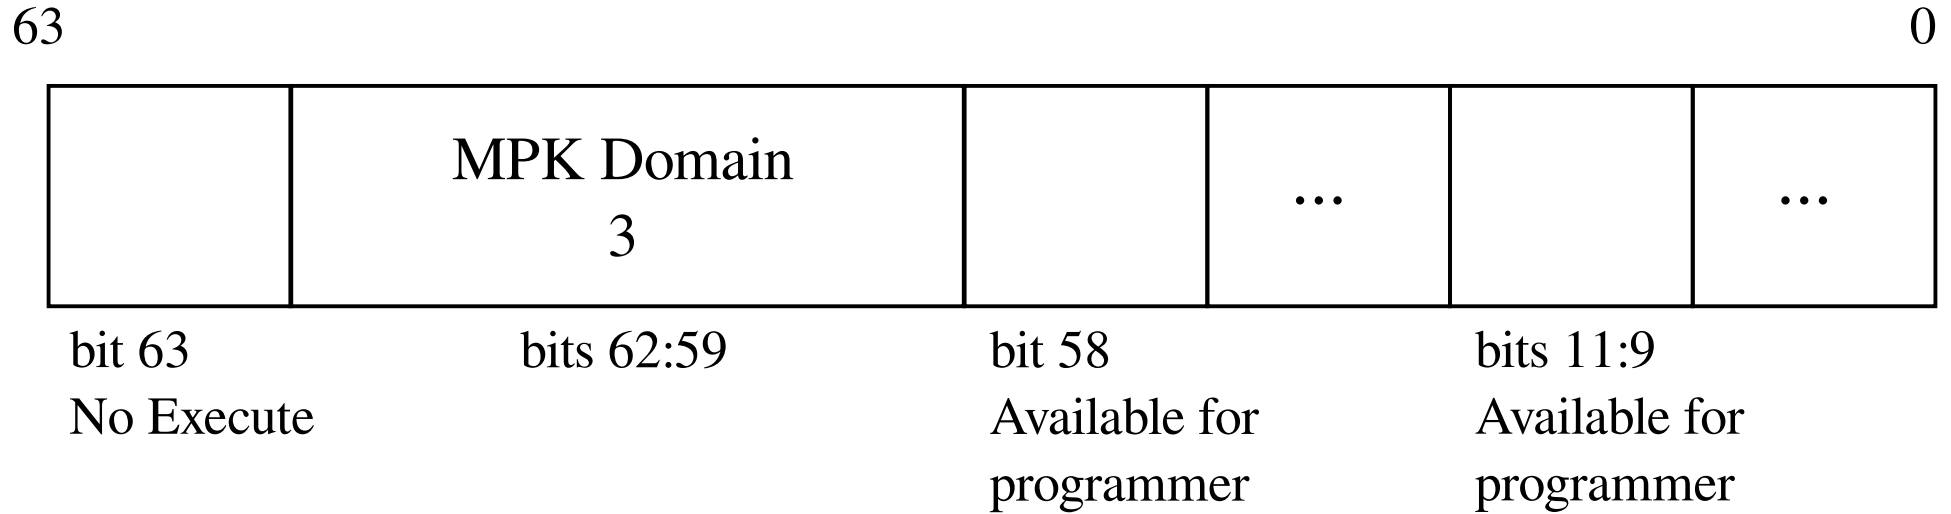 63 0
MPK Domain
3
... ...
bit 63 bits 62:59 bit 58 bits 11:9
No Execute Available for Available for
programmer programmer